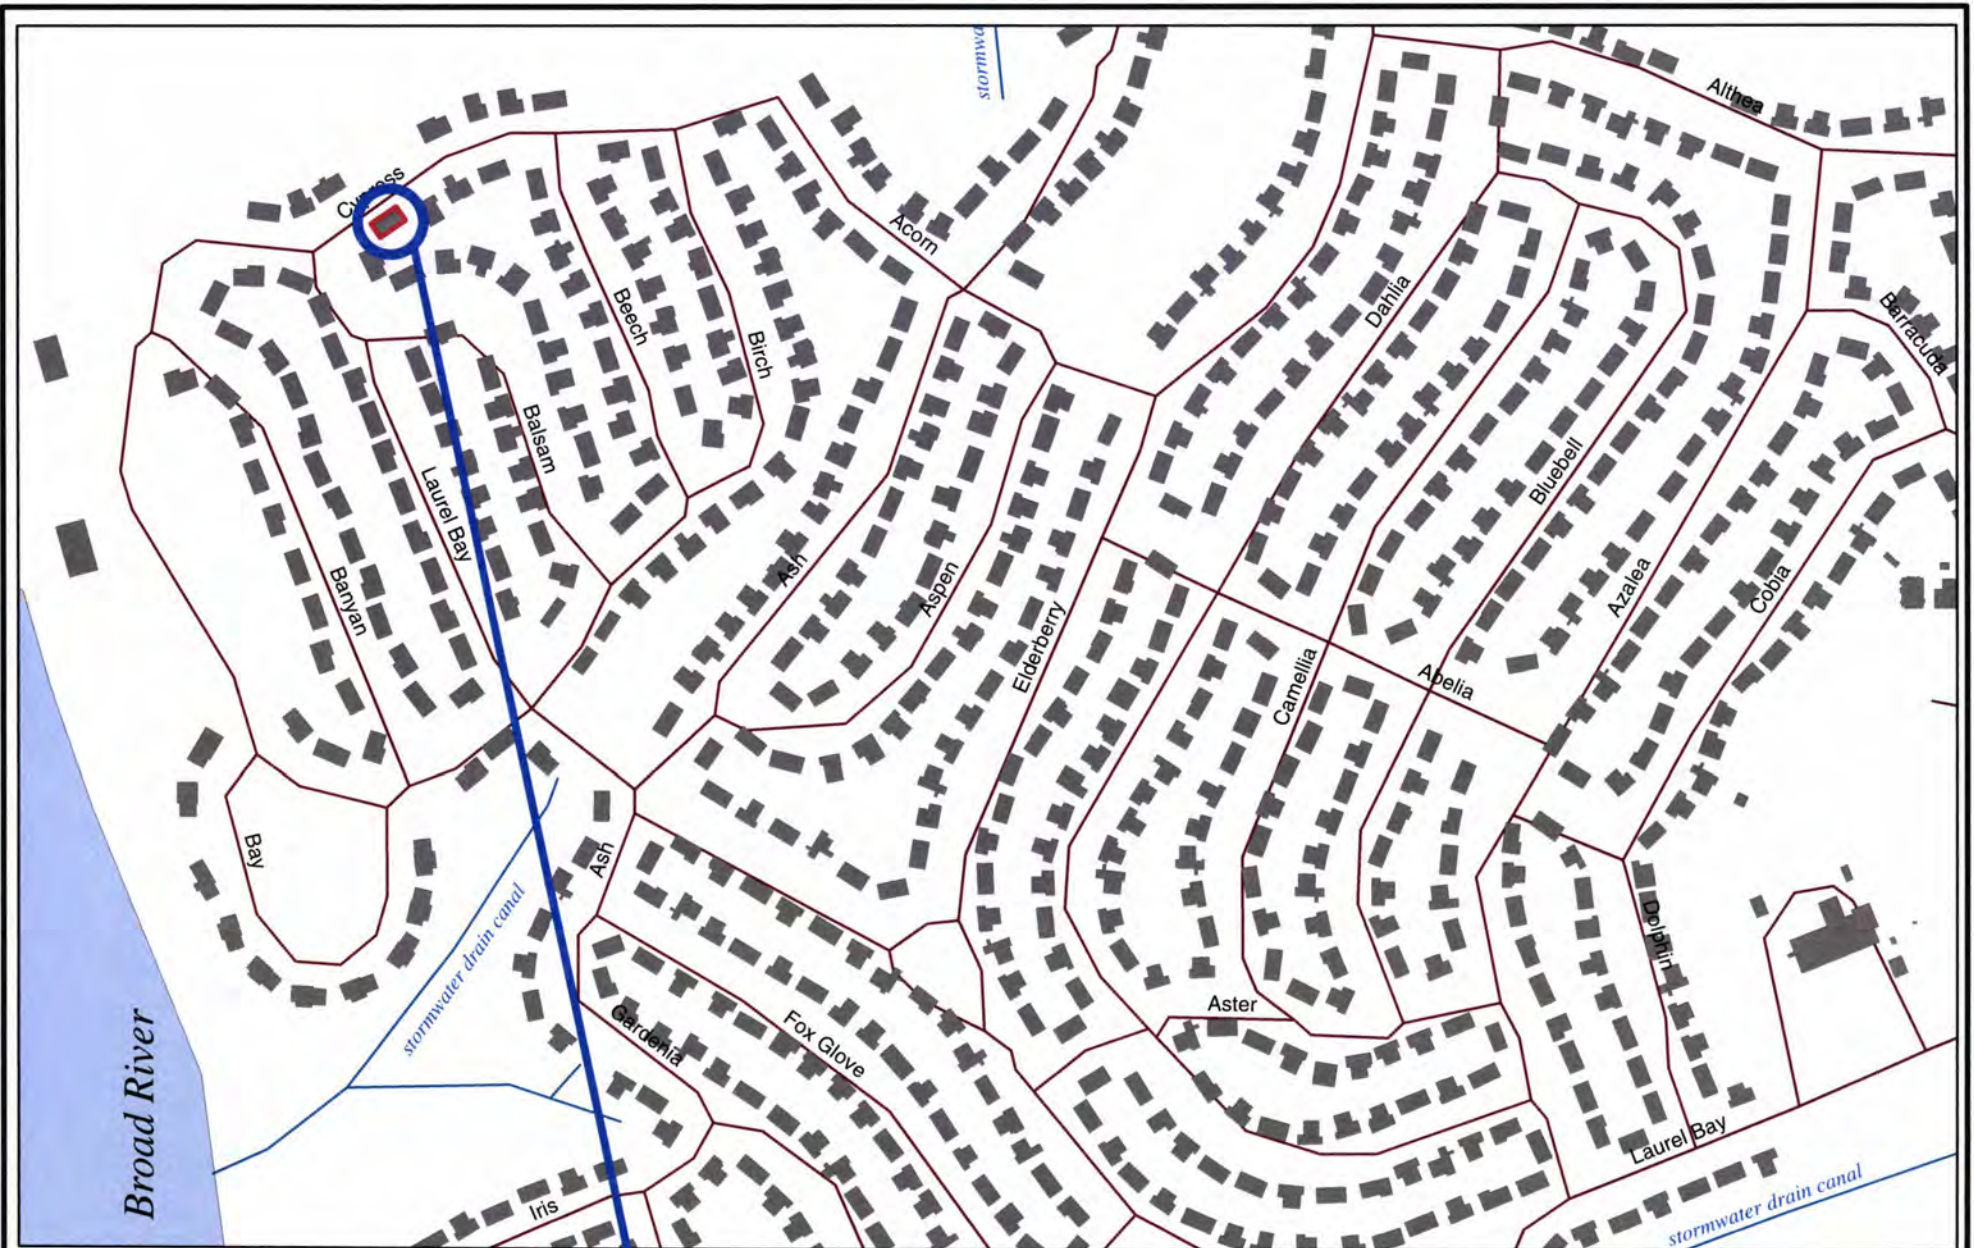 stormw
Althea
Cypress
Acorn
Dahlia
Beech
Birch
Barracuda
Balsam
Laurel Bay
Bluebell
Banyan
Ash
Aspen
Azalea
Cobia
Elderberry
Camellia
Abelia
Bay
Ash
stormwater drain canal
Dolphin
Aster
Gardenia
Fox Glove
Broad River
Laurel Bay
Iris
stormwater drain canal